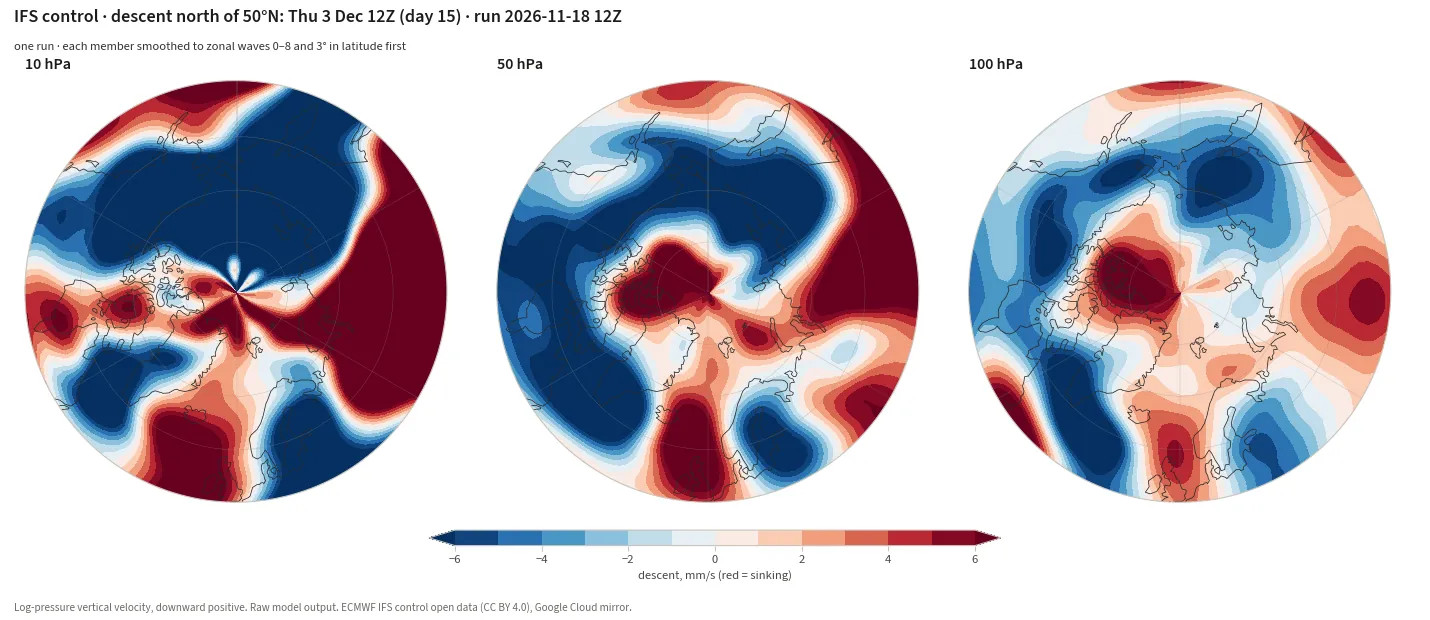 IFS control · descent north of 50°N: Thu 3 Dec 12Z (day 15) · run 2026-11-18 12Z
one run · each member smoothed to zonal waves 0–8 and 3° in latitude first
10 hPa
50 hPa
100 hPa
−6 −4 −2 0 2 4 6
descent, mm/s (red = sinking)
Log-pressure vertical velocity, downward positive. Raw model output. ECMWF IFS control open data (CC BY 4.0), Google Cloud mirror.